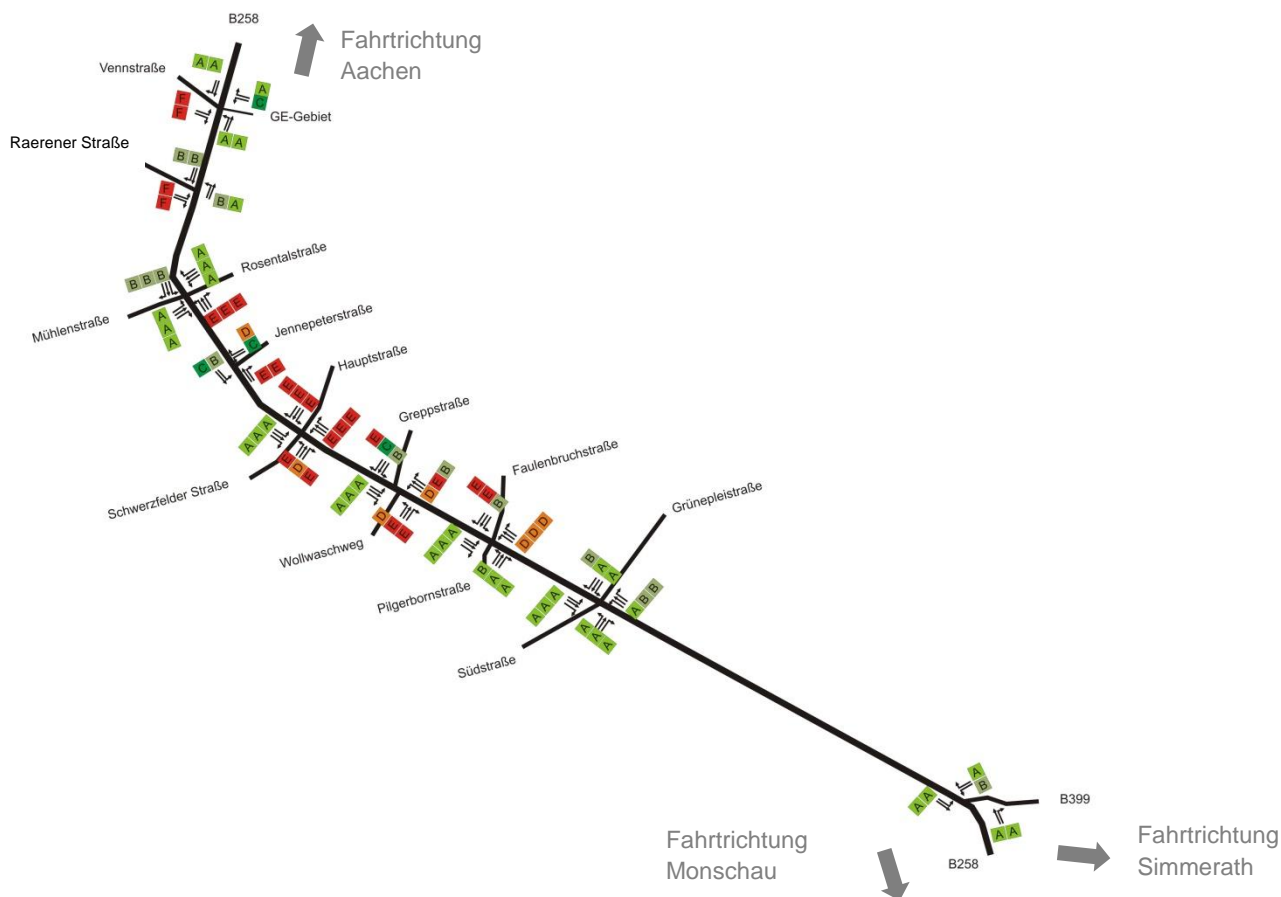 B258
Fahrtrichtung
Aachen
Vennstraße
A A
A
C
F
F
GE-Gebiet
A A
Raerener Straße
B B
F
F
B A
Rosentalstraße
A A A
B B B
Mühlenstraße
A A A
E E E
Jennepeterstraße
D
C
C B
E E
Hauptstraße
E E E
E E E
A A A
E D E
Schwerzfelder Straße
Greppstraße
E C B
D E B
A A A
D E E
Wollwaschweg
Faulenbruchstraße
E E B
D D D
A A A
B A A
Pilgerbornstraße
Grünepleistraße
B A A
A B B
A A A
A A A
Südstraße
A
B
A A
B399
A A
B258
Fahrtrichtung
Monschau
Fahrtrichtung
Simmerath